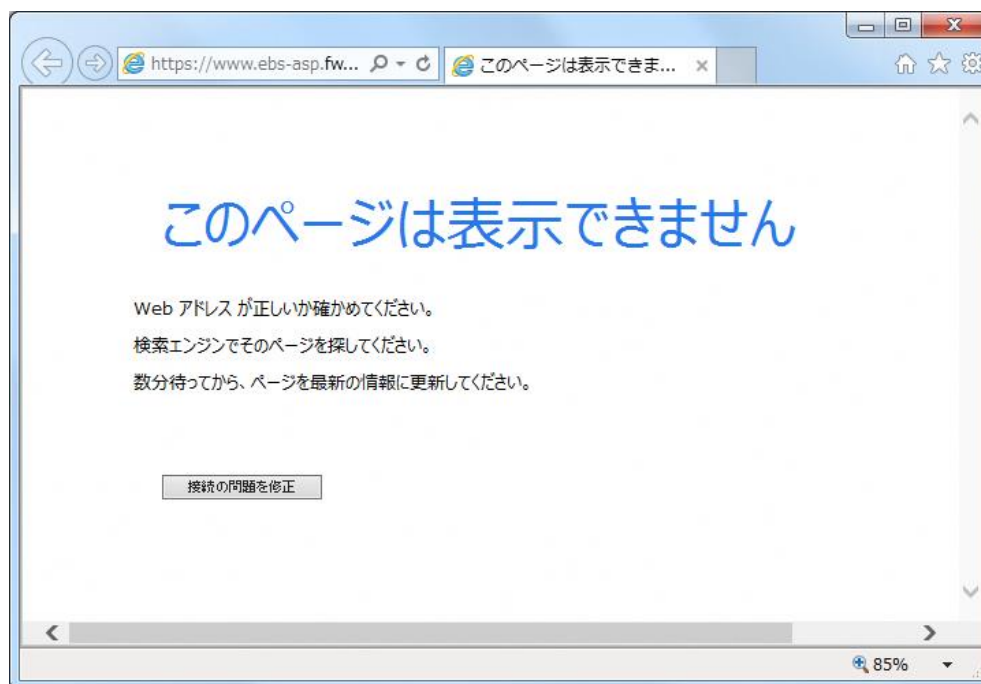 https://www.ebs-asp.fw...
このページは表示できま...
このページは表示できません
Web アドレス が正しいか確かめてください。
検索エンジンでそのページを探してください。
数分待ってから、ページを最新の情報に更新してください。
接続の問題を修正
85%